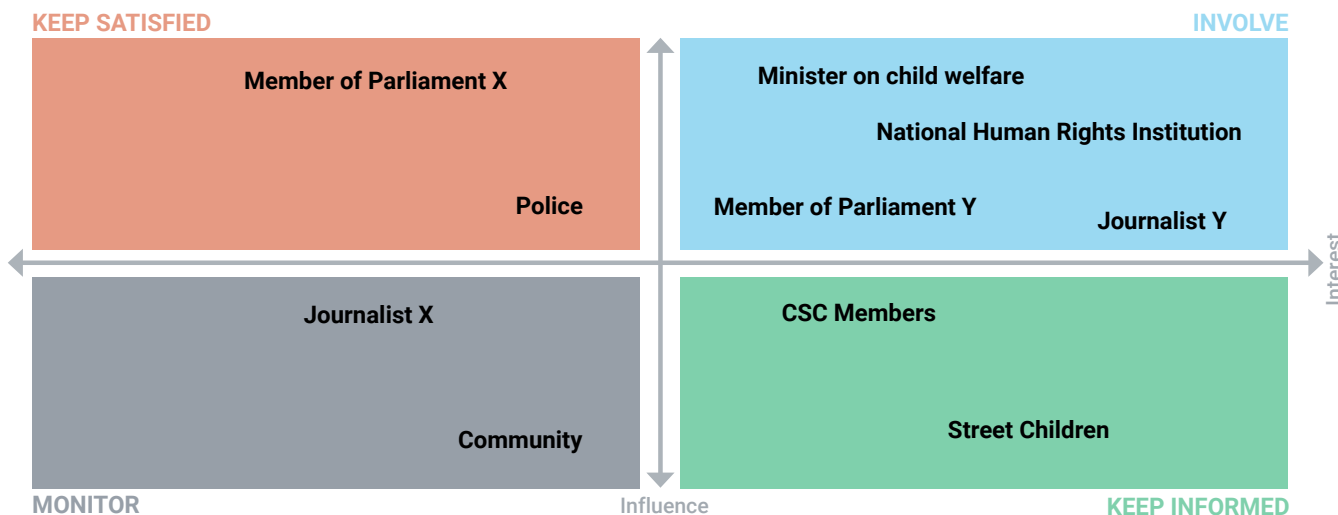 KEEP SATISFIED
INVOLVE
Member of Parliament X
Minister on child welfare
National Human Rights Institution
Police
Member of Parliament Y
Journalist Y
Interest
Journalist X
CSC Members
Community
Street Children
MONITOR
Influence
KEEP INFORMED